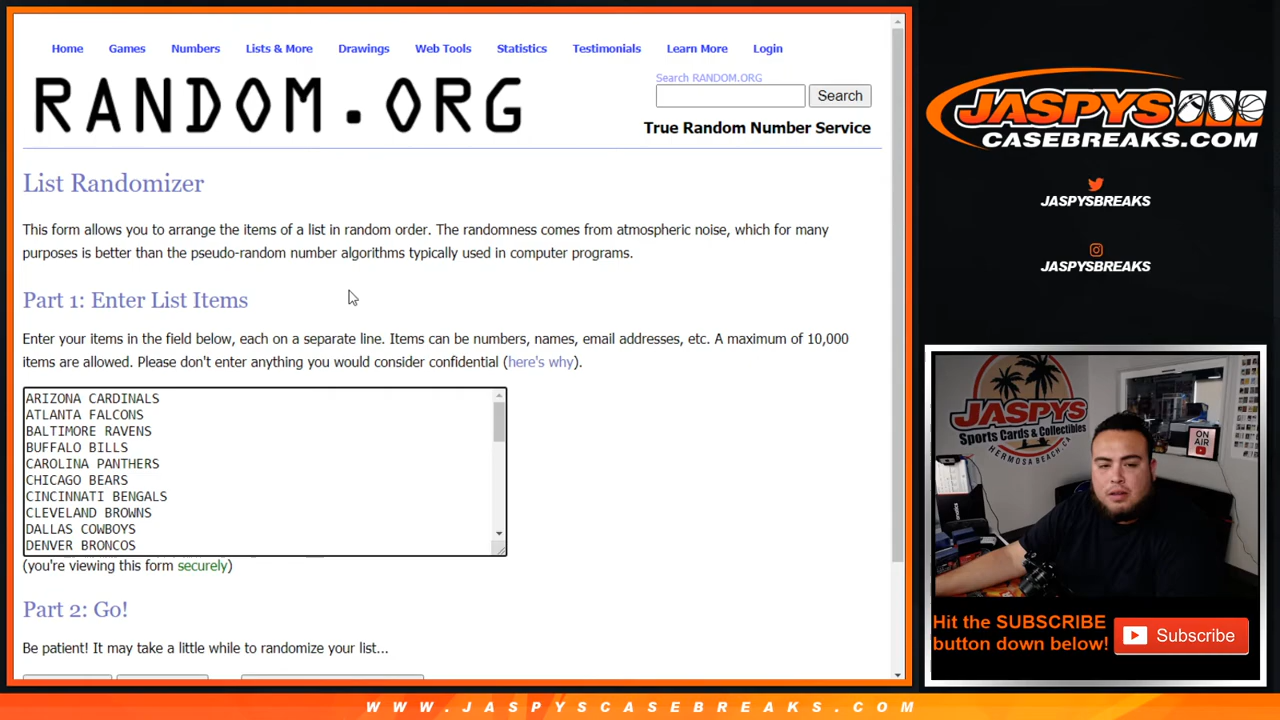 Home Games Numbers Lists & More Drawings Web Tools Statistics Testimonials Learn More Login
RANDOM.ORG
Search RANDOM.ORG
Search
True Random Number Service
List Randomizer
This form allows you to arrange the items of a list in random order. The randomness comes from atmospheric noise, which for many
purposes is better than the pseudo-random number algorithms typically used in computer programs.
Part 1: Enter List Items
Enter your items in the field below, each on a separate line. Items can be numbers, names, email addresses, etc. A maximum of 10,000
items are allowed. Please don't enter anything you would consider confidential (here's why).
ARIZONA CARDINALS
ATLANTA FALCONS
BALTIMORE RAVENS
BUFFALO BILLS
CAROLINA PANTHERS
CHICAGO BEARS
CINCINNATI BENGALS
CLEVELAND BROWNS
DALLAS COWBOYS
DENVER BRONCOS
(you're viewing this form securely)
Part 2: Go!
Be patient! It may take a little while to randomize your list...
JASPYS
CASEBREAKS.COM
JASPYSBREAKS
JASPYSBREAKS
JASPYS
Sports Cards & Collectibles
HERMOSA BEACH, CA
ON
AIR
Hit the SUBSCRIBE
button down below!
Subscribe
WWW.JASPYSCASEBREAKS.COM